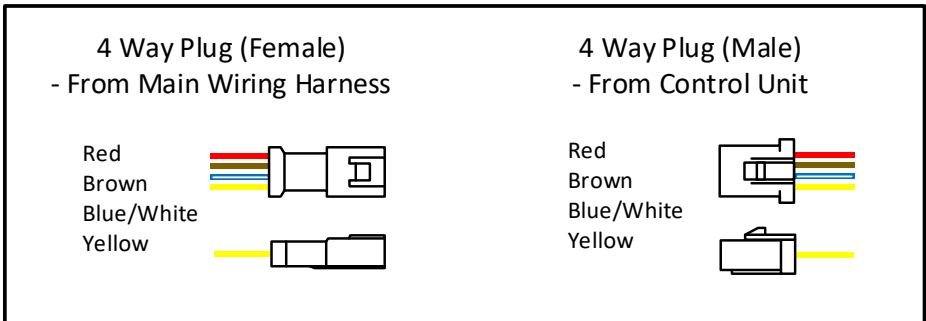 4 Way Plug (Female)
- From Main Wiring Harness
Red
Brown
Blue/White
Yellow
4 Way Plug (Male)
- From Control Unit
Red
Brown
Blue/White
Yellow